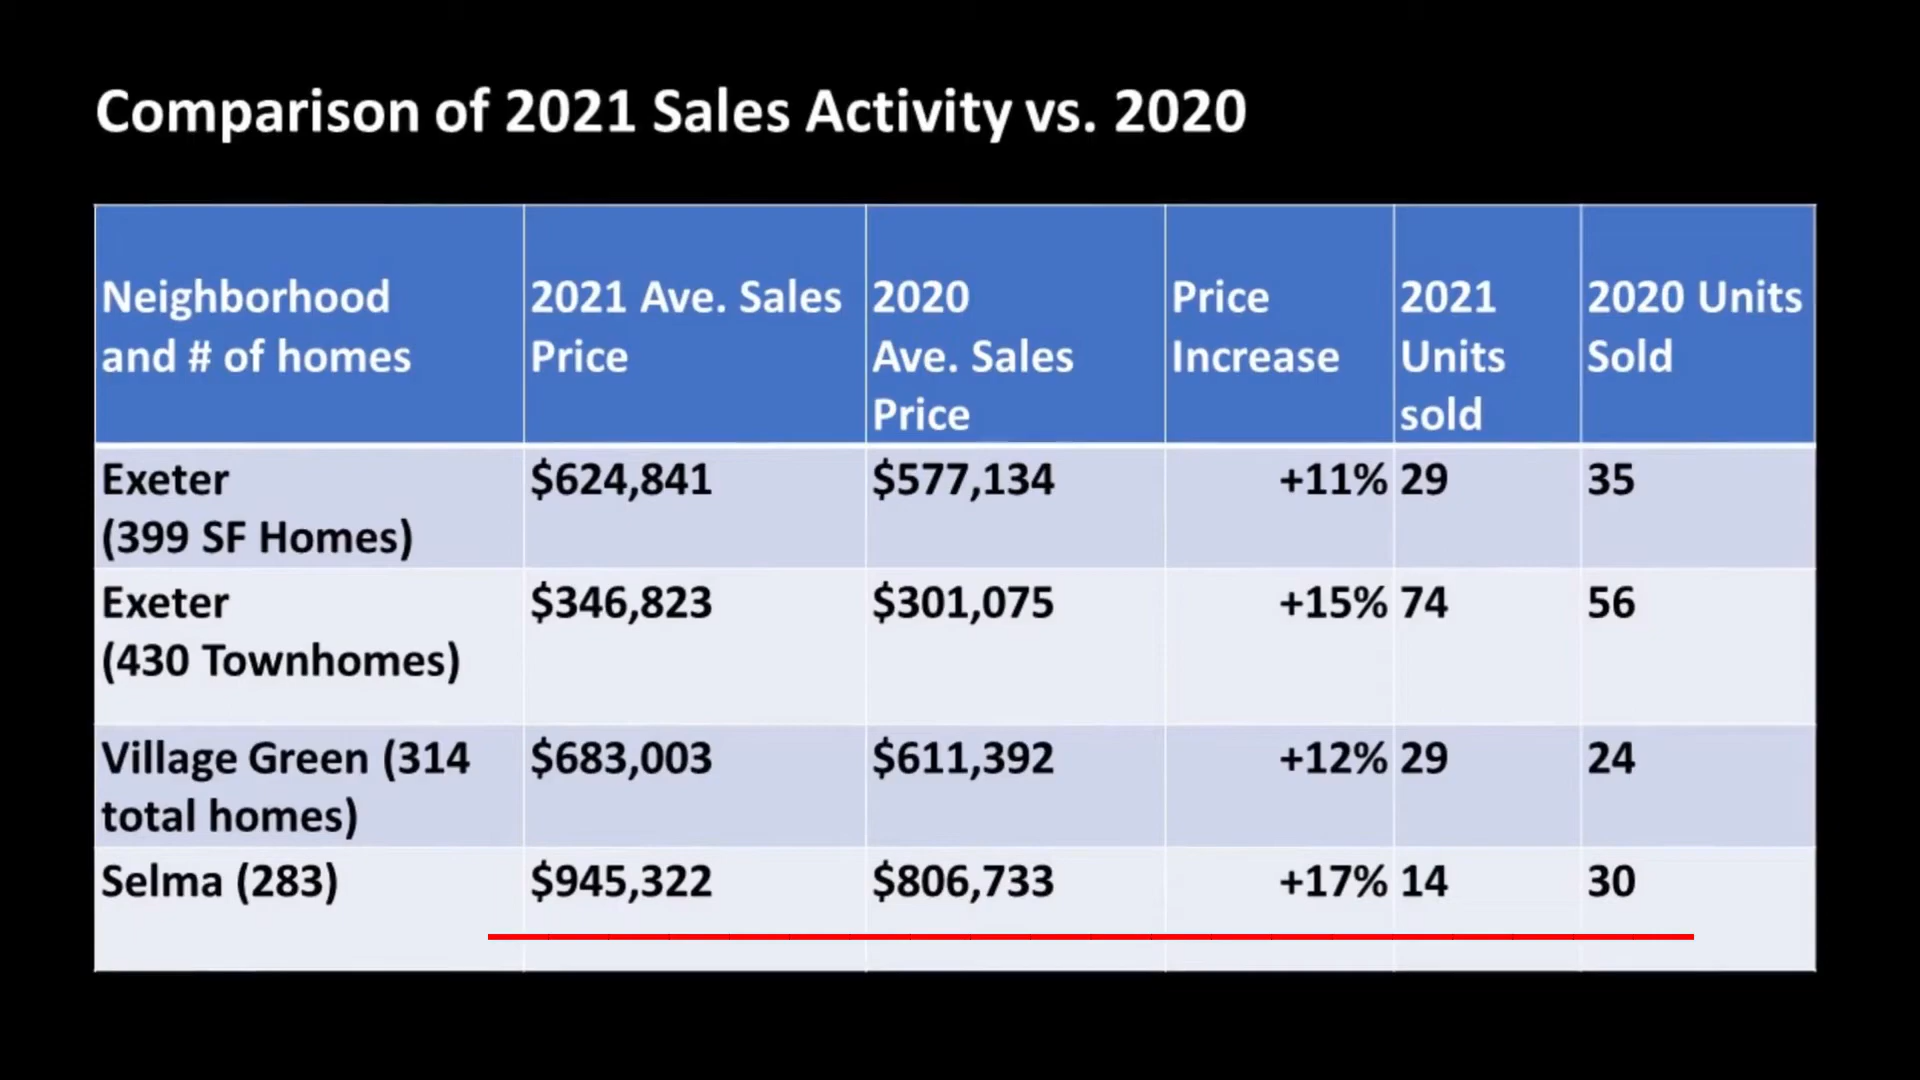 Comparison of 2021 Sales Activity vs. 2020
Neighborhood
and # of homes
2021 Ave. Sales
Price
2020
Ave. Sales
Price
Price
Increase
2021
Units
sold
2020 Units
Sold
Exeter
(399 SF Homes)
$624,841
$577,134
+11%
29
35
Exeter
(430 Townhomes)
$346,823
$301,075
+15%
74
56
Village Green (314
total homes)
$683,003
$611,392
+12%
29
24
Selma (283)
$945,322
$806,733
+17%
14
30